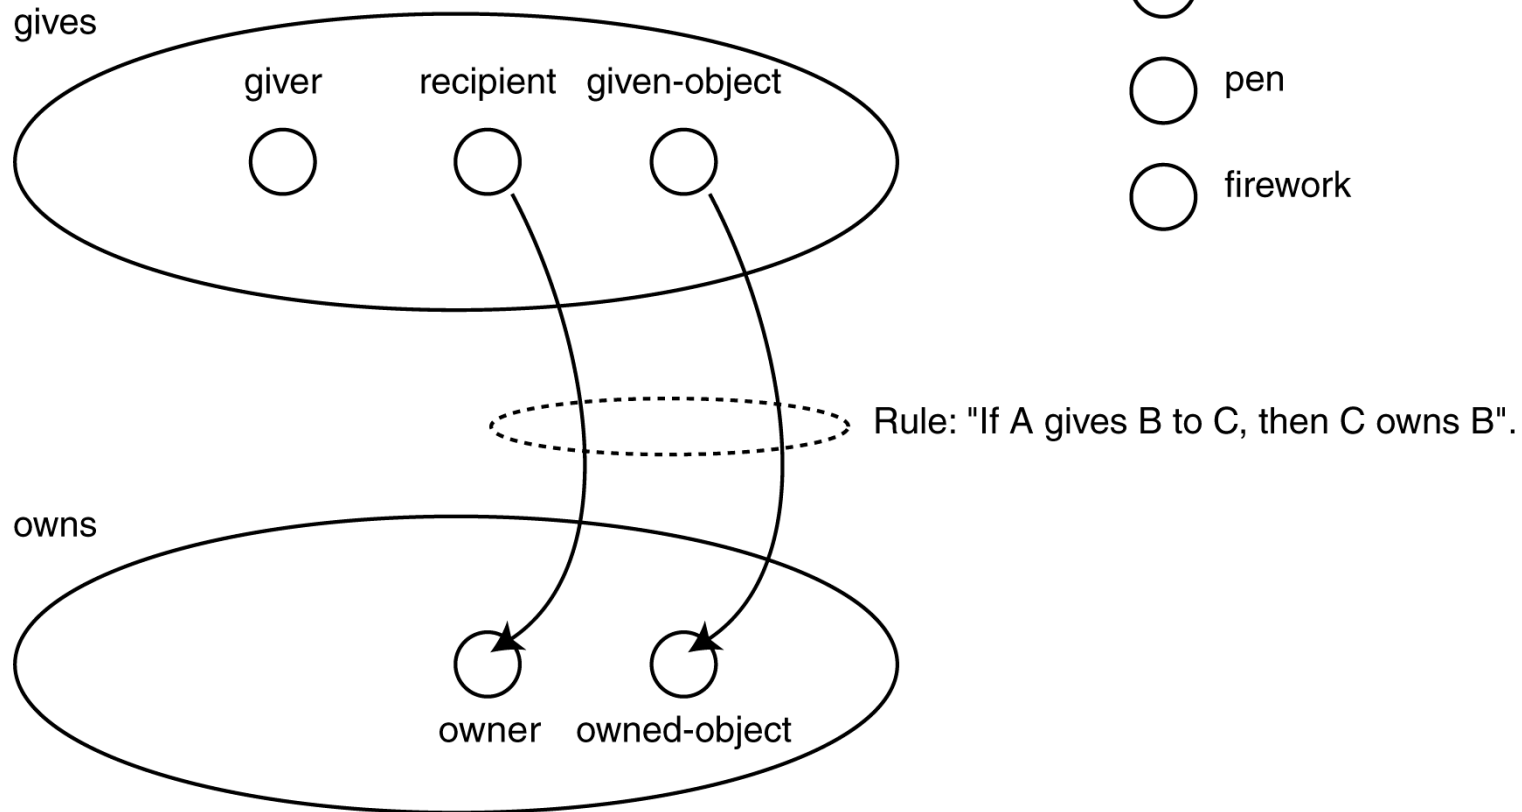 gives
giver recipient given-object
pen
firework
Rule: "If A gives B to C, then C owns B".
owns
owner owned-object